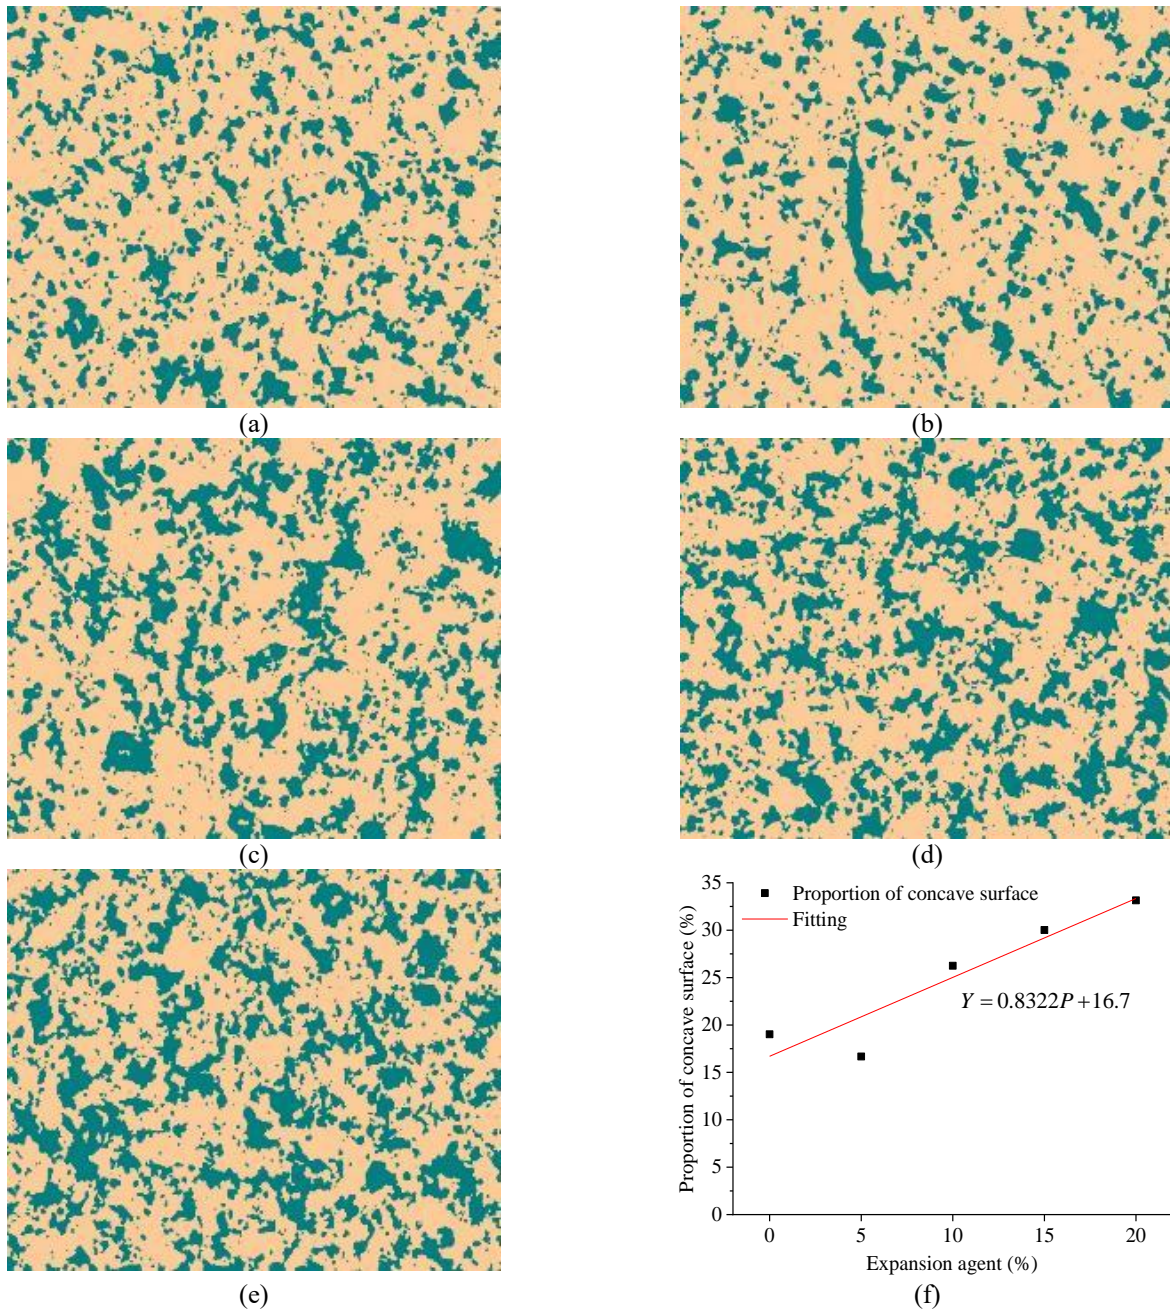 (a)
(b)
(c)
(d)
(e)
35
30
25
20
15
10
5
0
Proportion of concave surface (%)
Proportion of concave surface
Fitting
Y = 0.8322P + 16.7
0 5 10 15 20
Expansion agent (%)
(f)